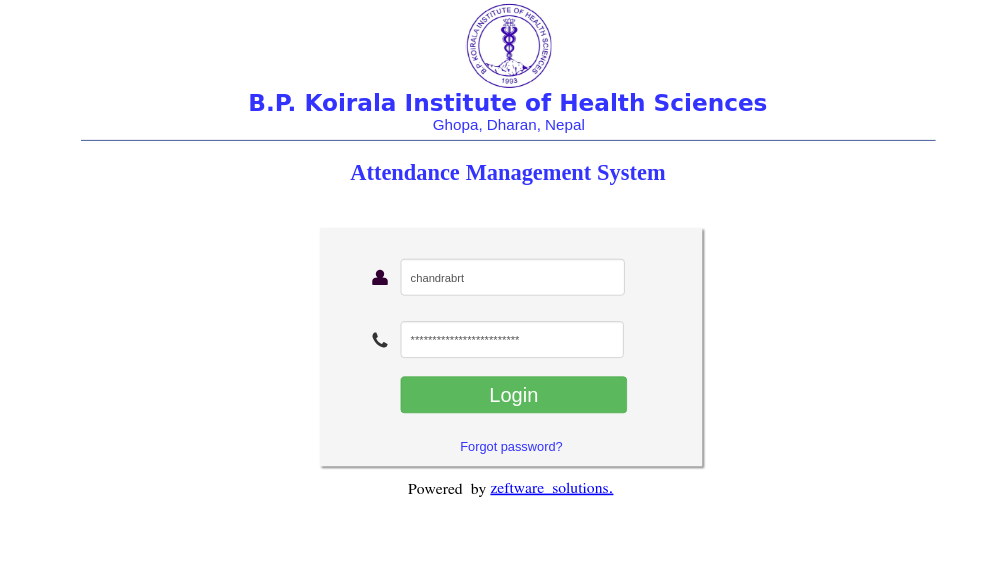 B.P. KOIRALA INSTITUTE OF HEALTH SCIENCES
1993
B.P. Koirala Institute of Health Sciences
Ghopa, Dharan, Nepal
Attendance Management System
chandrabrt
*************************
Login
Forgot password?
Powered by zeftware solutions.